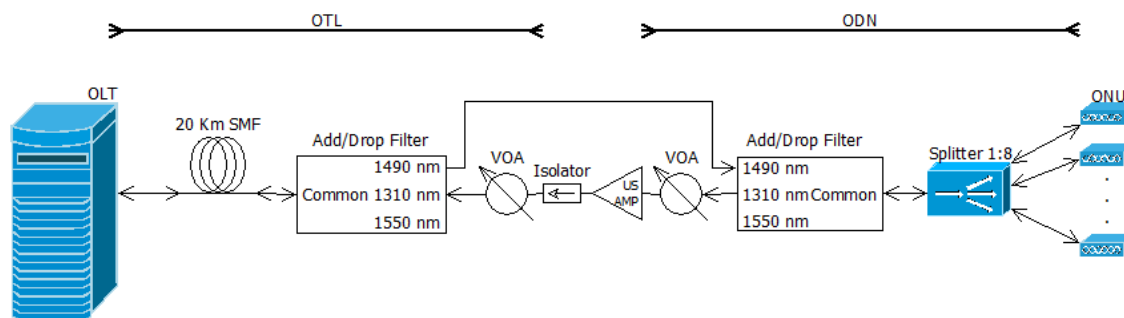 OTL
ODN
OLT
ONU
20 Km SMF
Add/Drop Filter
1490 nm
Common 1310 nm
1550 nm
VOA
Isolator
US
AMP
VOA
Add/Drop Filter
1490 nm
1310 nm Common
1550 nm
Splitter 1:8